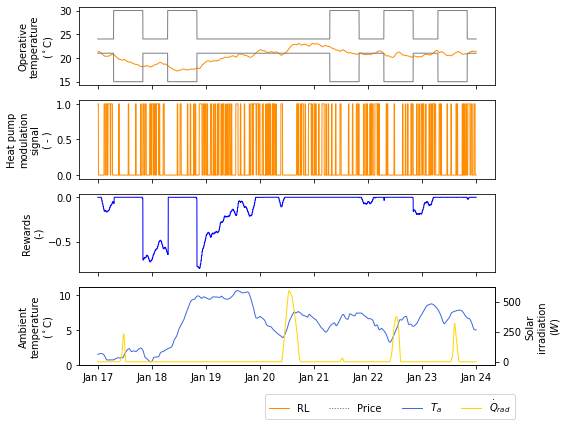 Operative
temperature
(°C)
30
25
20
15
Heat pump
modulation
signal
( - )
1.0
0.5
0.0
Rewards
(-)
0.0
−0.5
Ambient
temperature
(°C)
10
5
0
500
250
0
Solar
irradiation
(W)
Jan 17 Jan 18 Jan 19 Jan 20 Jan 21 Jan 22 Jan 23 Jan 24
RL Price T_a Q̇_rad